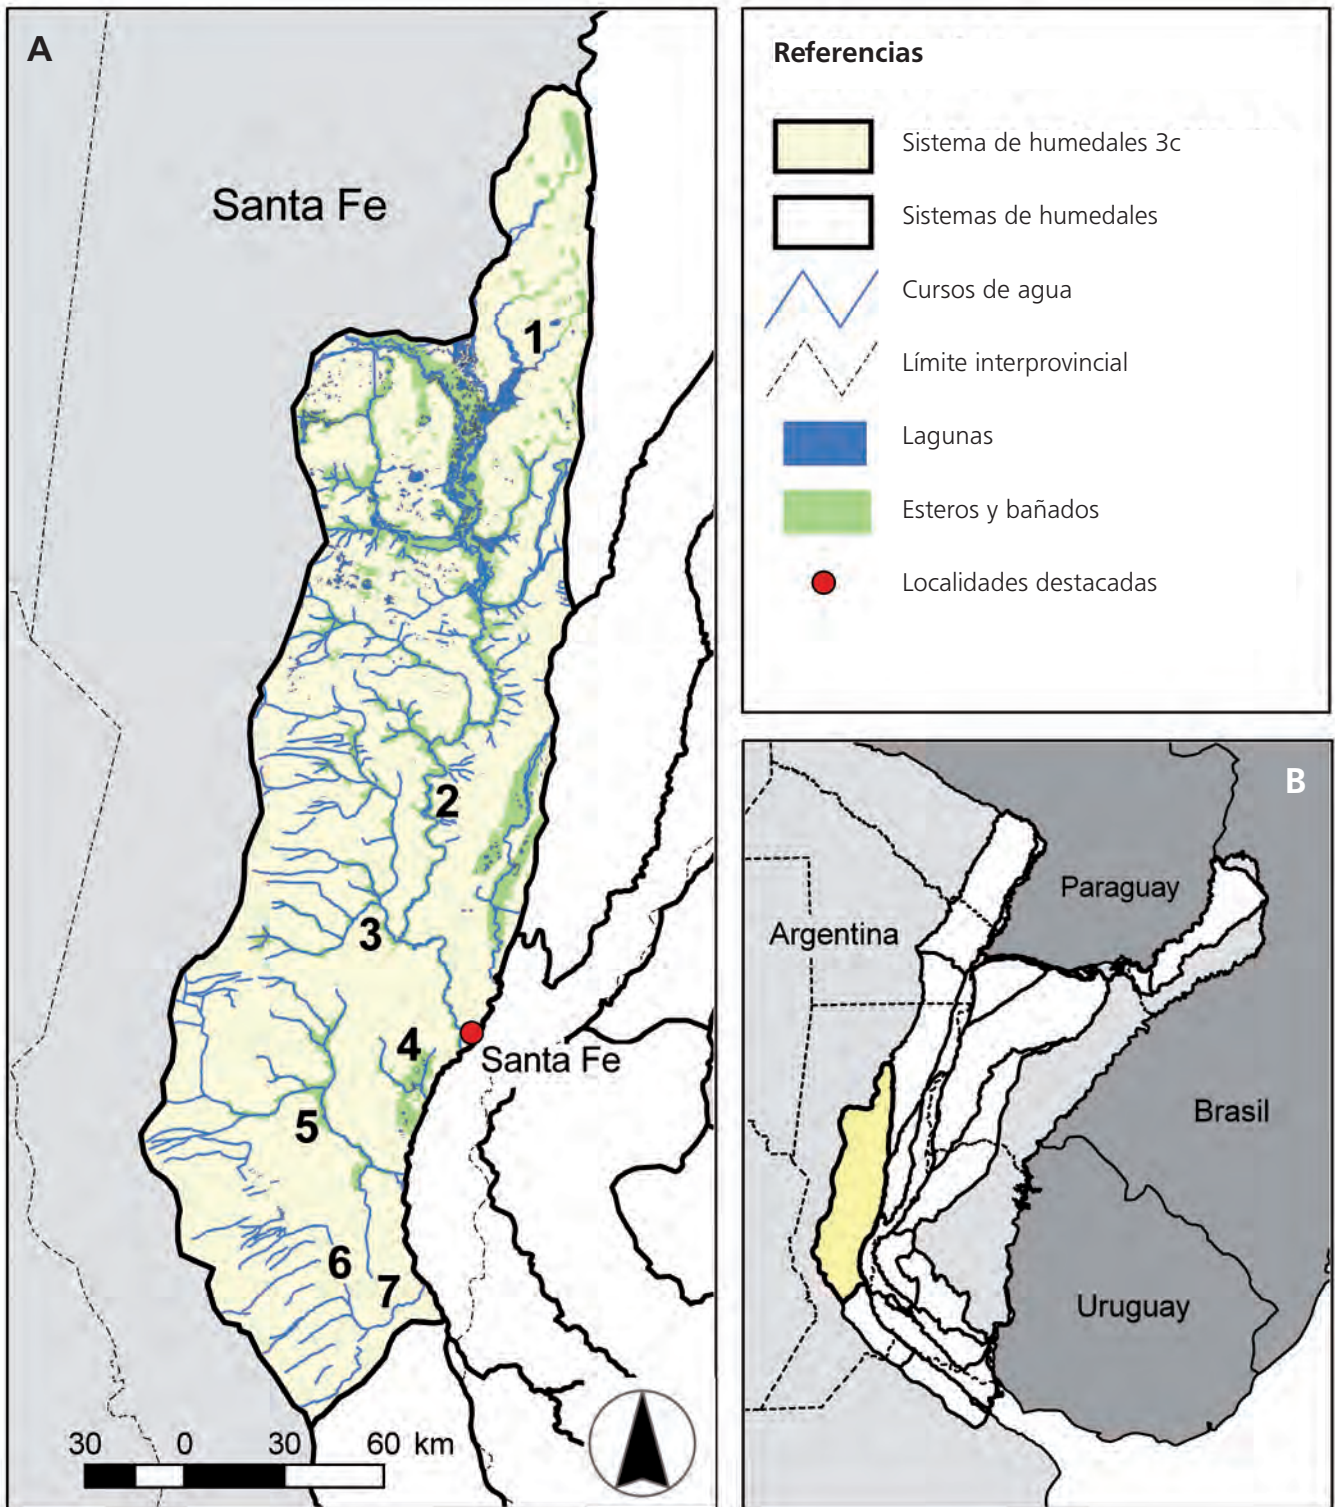 A
Santa Fe
1
2
3
4
Santa Fe
5
6
7
30 0 30 60 km
Referencias
Sistema de humedales 3c
Sistemas de humedales
Cursos de agua
Límite interprovincial
Lagunas
Esteros y bañados
Localidades destacadas
B
Paraguay
Argentina
Brasil
Uruguay